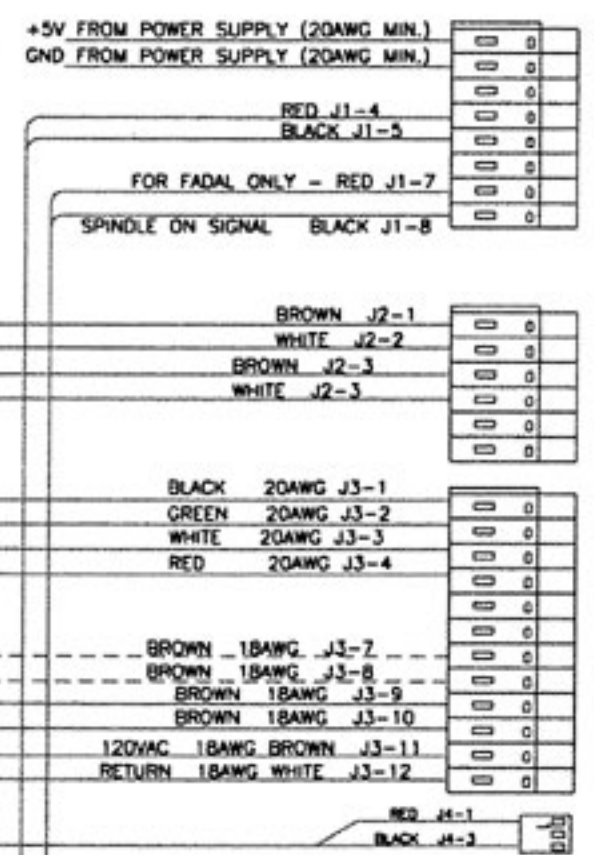 +5V FROM POWER SUPPLY (20AWG MIN.)
GND FROM POWER SUPPLY (20AWG MIN.)
RED J1-4
BLACK J1-5
FOR FADAL ONLY - RED J1-7
SPINDLE ON SIGNAL BLACK J1-8
BROWN J2-1
WHITE J2-2
BROWN J2-3
WHITE J2-3
BLACK 20AWG J3-1
GREEN 20AWG J3-2
WHITE 20AWG J3-3
RED 20AWG J3-4
BROWN 18AWG J3-7
BROWN 18AWG J3-8
BROWN 18AWG J3-9
BROWN 18AWG J3-10
120VAC 18AWG BROWN J3-11
RETURN 18AWG WHITE J3-12
RED J4-1
BLACK J4-3